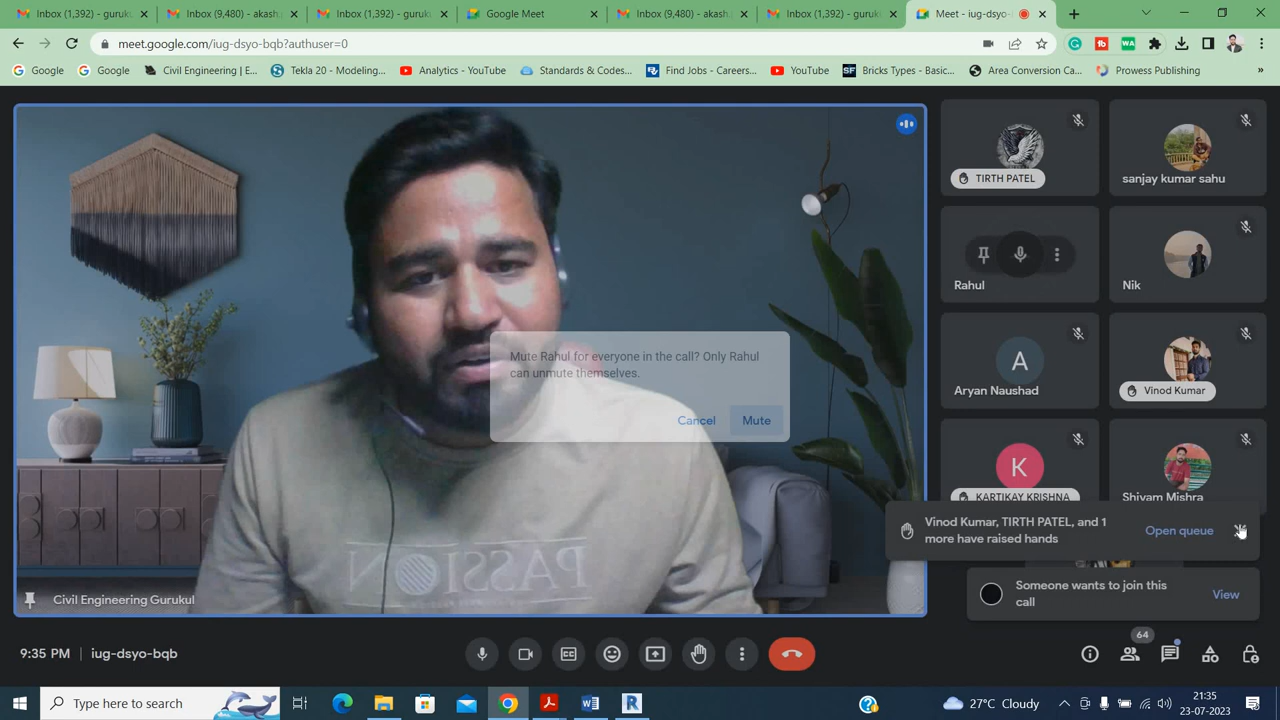 Inbox (1,392) - guruku
Inbox (9,480) - akash.
Inbox (1,392) - guruku
Google Meet
Inbox (9,480) - akash.
Inbox (1,392) - guruku
Meet - iug-dsyo-
meet.google.com/iug-dsyo-bqb?authuser=0
Google
Google
Civil Engineering | E...
Tekla 20 - Modeling...
Analytics - YouTube
Standards & Codes...
Find Jobs - Careers...
YouTube
Bricks Types - Basic...
Area Conversion Ca...
Prowess Publishing
»
TIRTH PATEL
sanjay kumar sahu
Rahul
Nik
Mute Rahul for everyone in the call? Only Rahul
can unmute themselves.
Cancel
Mute
A
Aryan Naushad
Vinod Kumar
K
KARTIKAY KRISHNA
Shivam Mishra
Vinod Kumar, TIRTH PATEL, and 1
more have raised hands
Open queue
Someone wants to join this
call
View
PASSION
Civil Engineering Gurukul
9:35 PM
iug-dsyo-bqb
64
Type here to search
27°C Cloudy
21:35
23-07-2023